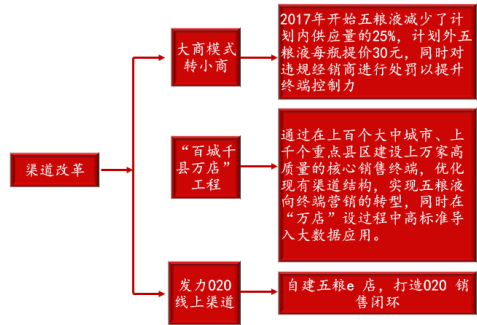 渠道改革
大商模式
转小商
2017年开始五粮液减少了计
划内供应量的25%，计划外五
粮液每瓶提价30元，同时对
违规经销商进行处罚以提升
终端控制力
“百城千
县万店”
工程
通过在上百个大中城市、上
千个重点县区建设上万家高
质量的核心销售终端，优化
现有渠道结构，实现五粮液
向终端营销的转型，同时在
“万店”设过程中高标准导
入大数据应用。
发力O2O
线上渠道
自建五粮e 店，打造O2O 销
售闭环